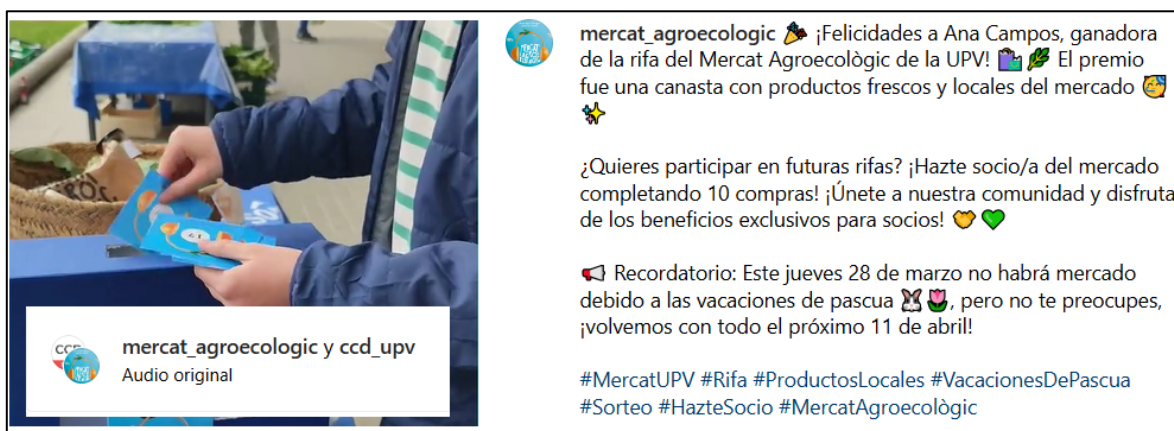 mercat_agroecologic 🎉 ¡Felicidades a Ana Campos, ganadora
de la rifa del Mercat Agroecològic de la UPV! 🛍️🌿 El premio
fue una canasta con productos frescos y locales del mercado 🥳
✨
¿Quieres participar en futuras rifas? ¡Hazte socio/a del mercado
completando 10 compras! ¡Únete a nuestra comunidad y disfruta
de los beneficios exclusivos para socios! 🧡 💚
📢 Recordatorio: Este jueves 28 de marzo no habrá mercado
debido a las vacaciones de pascua 🐰🌷, pero no te preocupes,
¡volvemos con todo el próximo 11 de abril!
#MercatUPV #Rifa #ProductosLocales #VacacionesDePascua
#Sorteo #HazteSocio #MercatAgroecològic
mercat_agroecologic y ccd_upv
Audio original